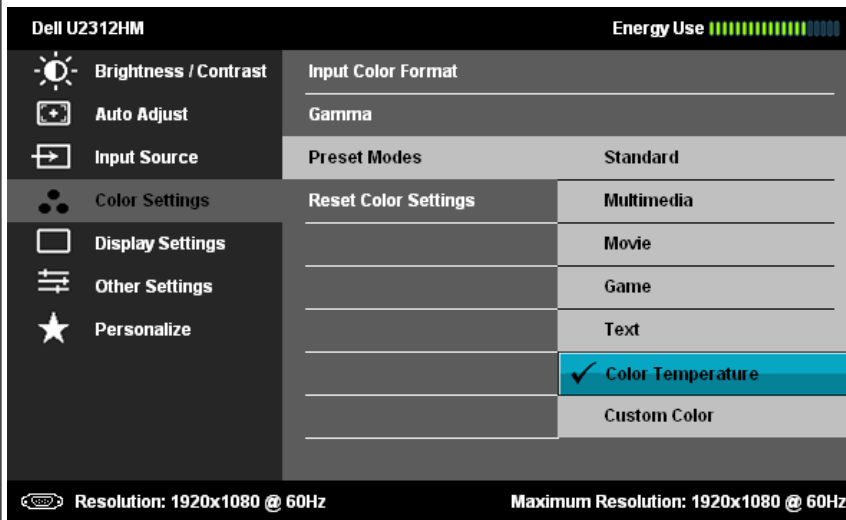 Dell U2312HM Energy Use
Brightness / Contrast Input Color Format
Auto Adjust Gamma
Input Source Preset Modes Standard
Color Settings Reset Color Settings Multimedia
Display Settings Movie
Other Settings Game
Personalize Text
Color Temperature
Custom Color
Resolution: 1920x1080 @ 60Hz Maximum Resolution: 1920x1080 @ 60Hz